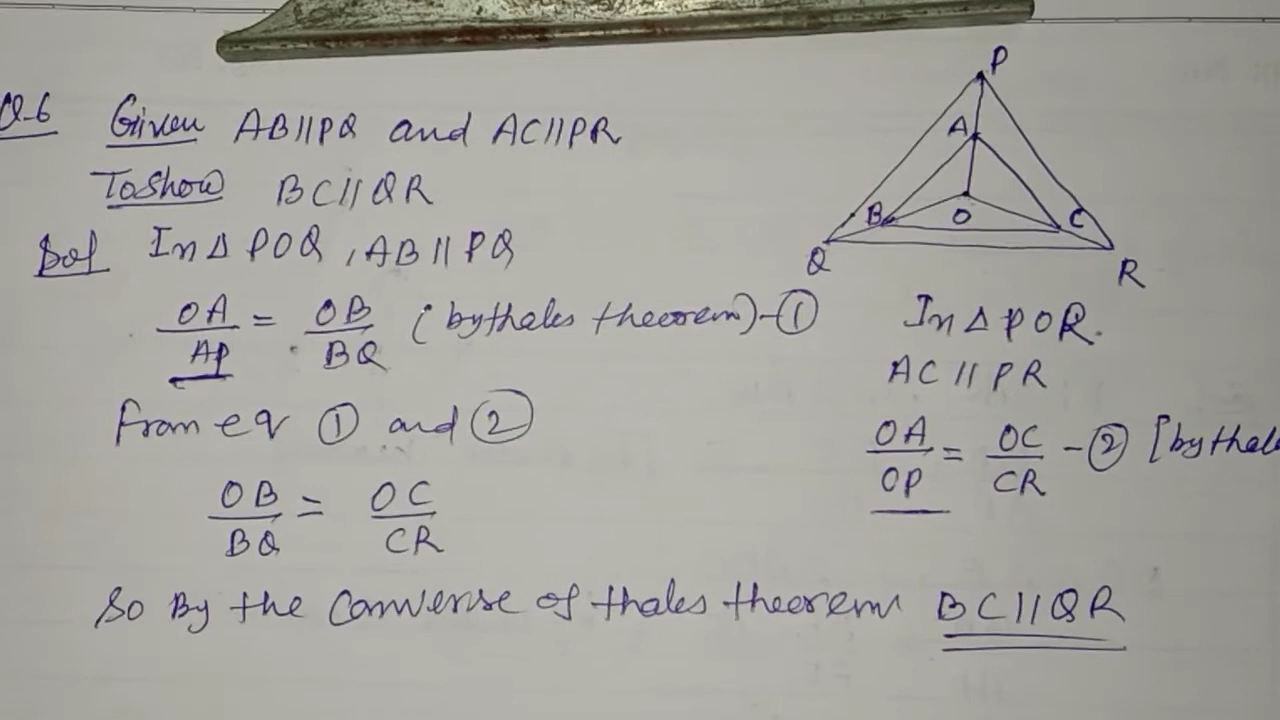 Q-6 Given AB||PQ and AC||PR
To show BC||QR
Sol In Δ POQ, AB||PQ
OA/AP = OB/BQ (by thales theorem) - ①
From eq ① and ②
OB/BQ = OC/CR
So By the Converse of thales theorem BC||QR
P
A
B
O
C
Q
R
In Δ POR.
AC||PR
OA/OP = OC/CR - ② [by thale